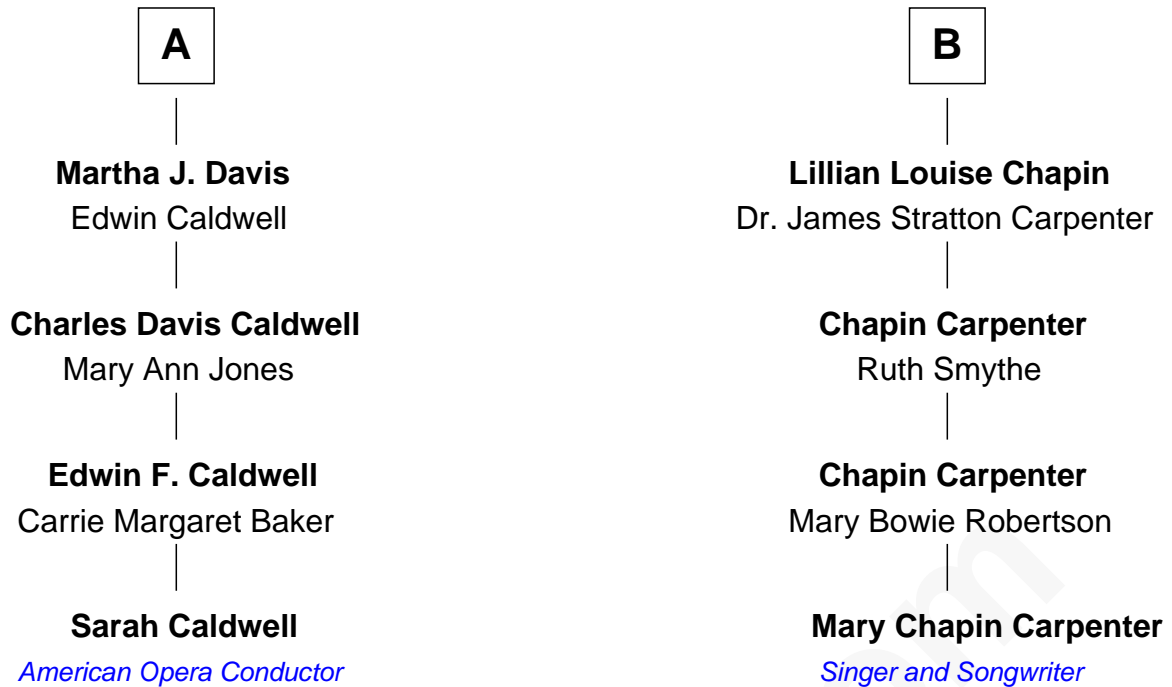 A
Martha J. Davis
Edwin Caldwell
Charles Davis Caldwell
Mary Ann Jones
Edwin F. Caldwell
Carrie Margaret Baker
Sarah Caldwell
American Opera Conductor
B
Lillian Louise Chapin
Dr. James Stratton Carpenter
Chapin Carpenter
Ruth Smythe
Chapin Carpenter
Mary Bowie Robertson
Mary Chapin Carpenter
Singer and Songwriter